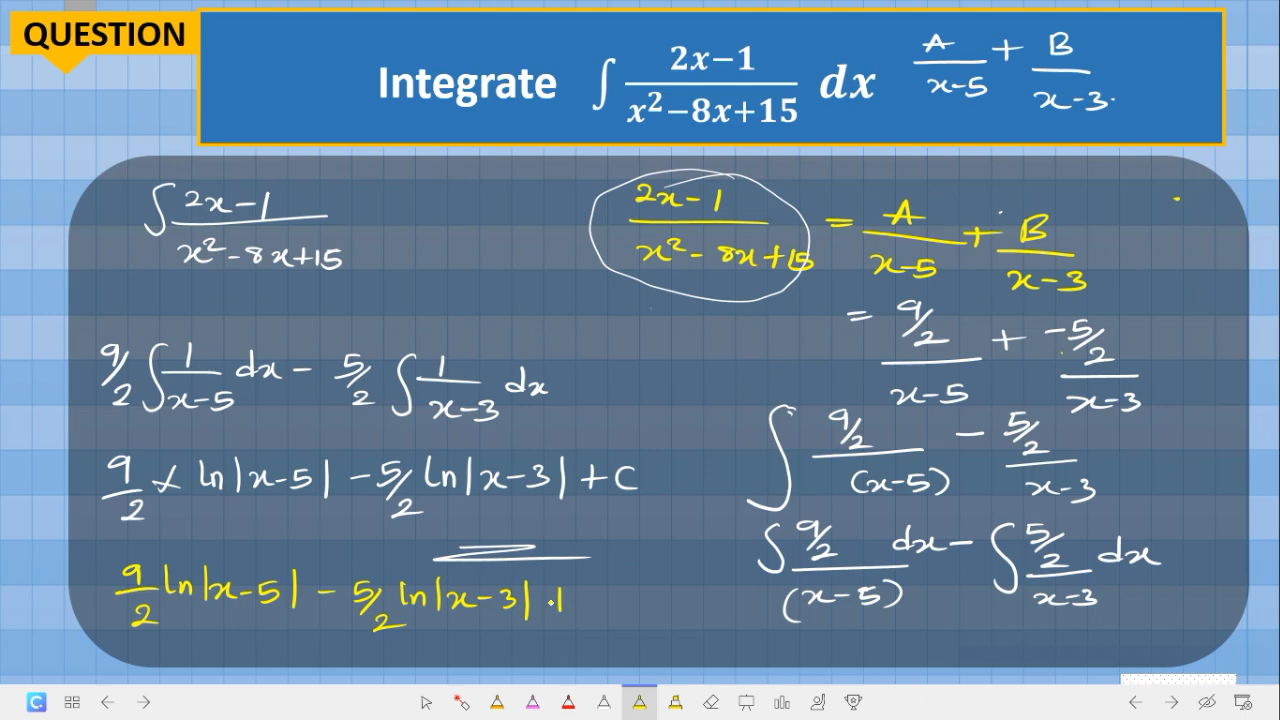 QUESTION
Integrate ∫ (2x−1)/(x²−8x+15) dx A/(x-5) + B/(x-3)
∫ (2x-1)/(x²-8x+15)
(2x-1)/(x²-8x+15) = A/(x-5) + B/(x-3)
= (9/2)/(x-5) + (-5/2)/(x-3)
9/2 ∫ 1/(x-5) dx - 5/2 ∫ 1/(x-3) dx
∫ (9/2)/(x-5) - (5/2)/(x-3)
9/2 × ln|x-5| - 5/2 ln|x-3| + C
∫ (9/2)/(x-5) dx - ∫ (5/2)/(x-3) dx
9/2 ln|x-5| - 5/2 ln|x-3|